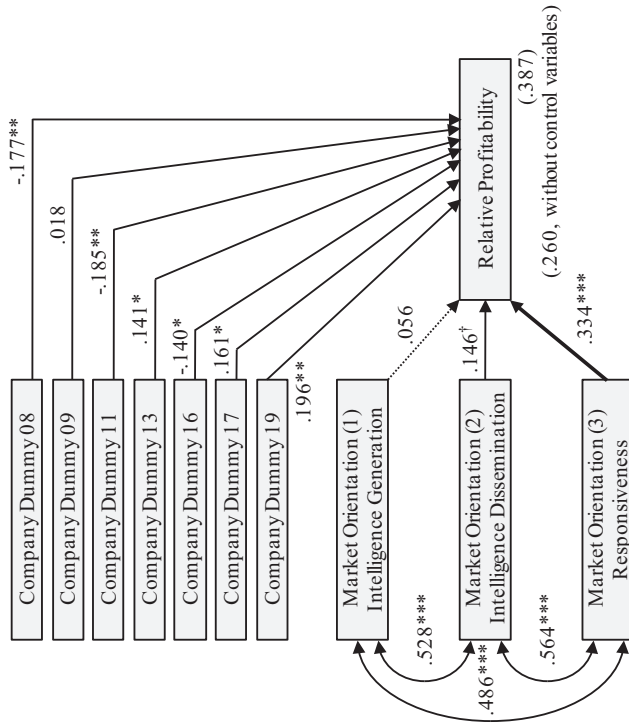 Company Dummy 08
Company Dummy 09
Company Dummy 11
Company Dummy 13
Company Dummy 16
Company Dummy 17
Company Dummy 19
-.177**
.018
-.185**
.141*
-.140*
.161*
.196**
Market Orientation (1)
Intelligence Generation
Market Orientation (2)
Intelligence Dissemination
Market Orientation (3)
Responsiveness
.528***
.486***
.564***
.056
.146†
.334***
Relative Profitability
(.387)
(.260, without control variables)